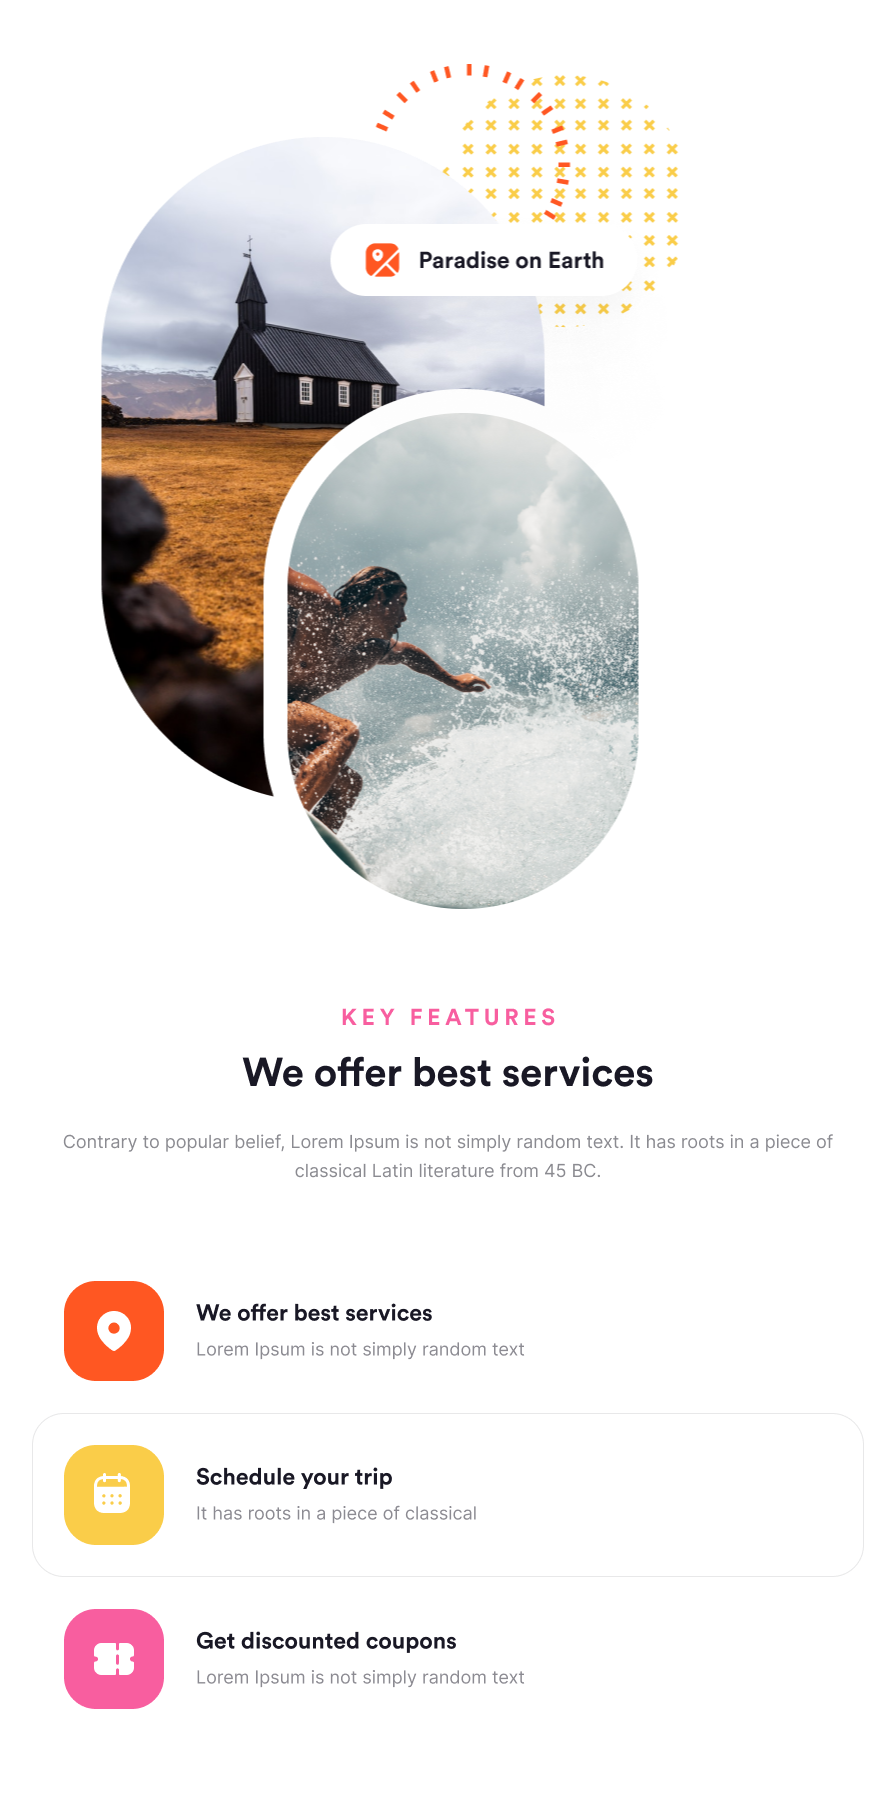 Paradise on Earth
KEY FEATURES
We offer best services
Contrary to popular belief, Lorem Ipsum is not simply random text. It has roots in a piece of
classical Latin literature from 45 BC.
We offer best services
Lorem Ipsum is not simply random text
Schedule your trip
It has roots in a piece of classical
Get discounted coupons
Lorem Ipsum is not simply random text